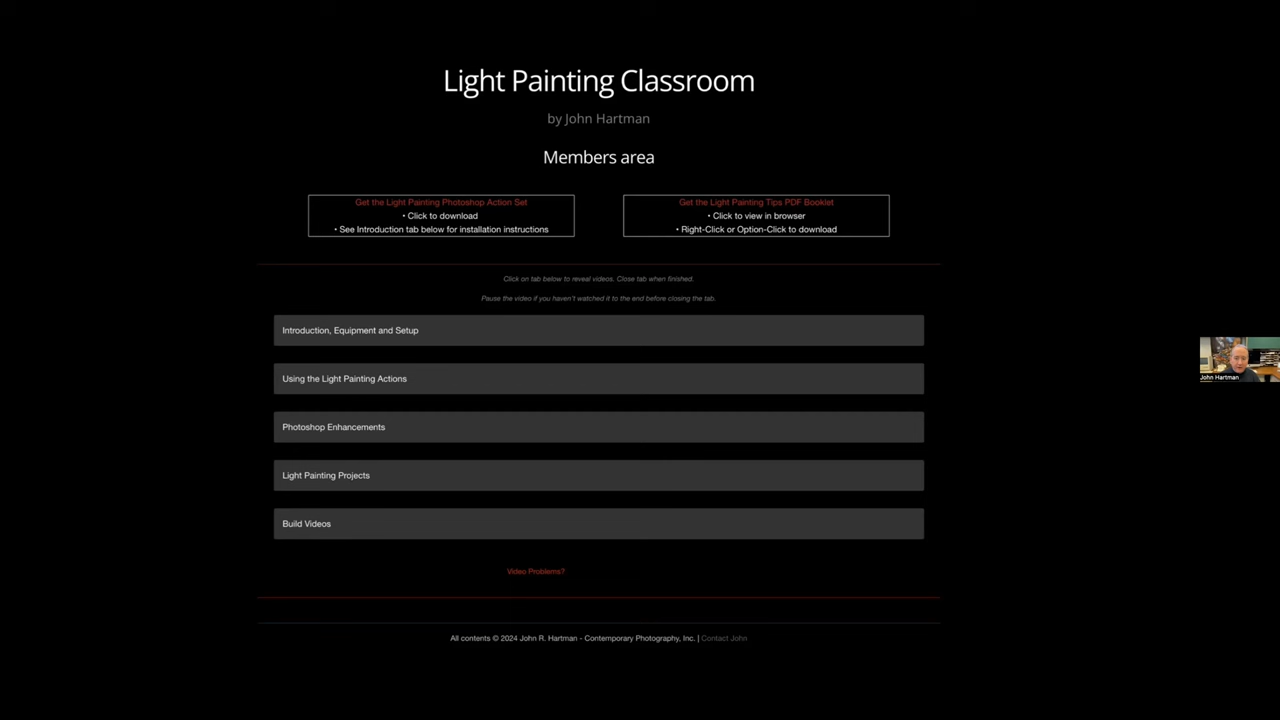 Light Painting Classroom
by John Hartman
Members area
Get the Light Painting Photoshop Action Set
• Click to download
• See Introduction tab below for installation instructions
Get the Light Painting Tips PDF Booklet
• Click to view in browser
• Right-Click or Option-Click to download
Click on tab below to reveal videos. Close tab when finished.
Pause the video if you haven't watched it to the end before closing the tab.
Introduction, Equipment and Setup
Using the Light Painting Actions
Photoshop Enhancements
Light Painting Projects
Build Videos
Video Problems?
All contents © 2024 John R. Hartman - Contemporary Photography, Inc. | Contact John
John Hartman